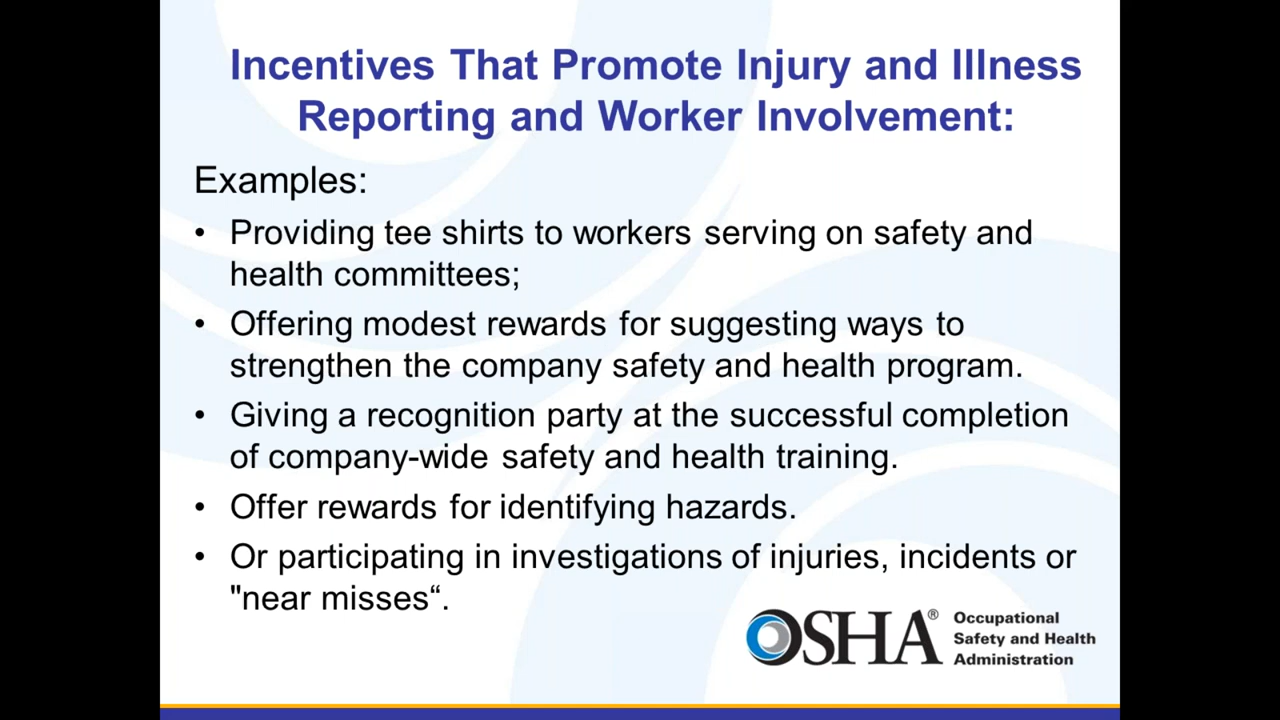 Incentives That Promote Injury and Illness
Reporting and Worker Involvement:
Examples:
• Providing tee shirts to workers serving on safety and
health committees;
• Offering modest rewards for suggesting ways to
strengthen the company safety and health program.
• Giving a recognition party at the successful completion
of company-wide safety and health training.
• Offer rewards for identifying hazards.
• Or participating in investigations of injuries, incidents or
"near misses“.
OSHA®
Occupational
Safety and Health
Administration